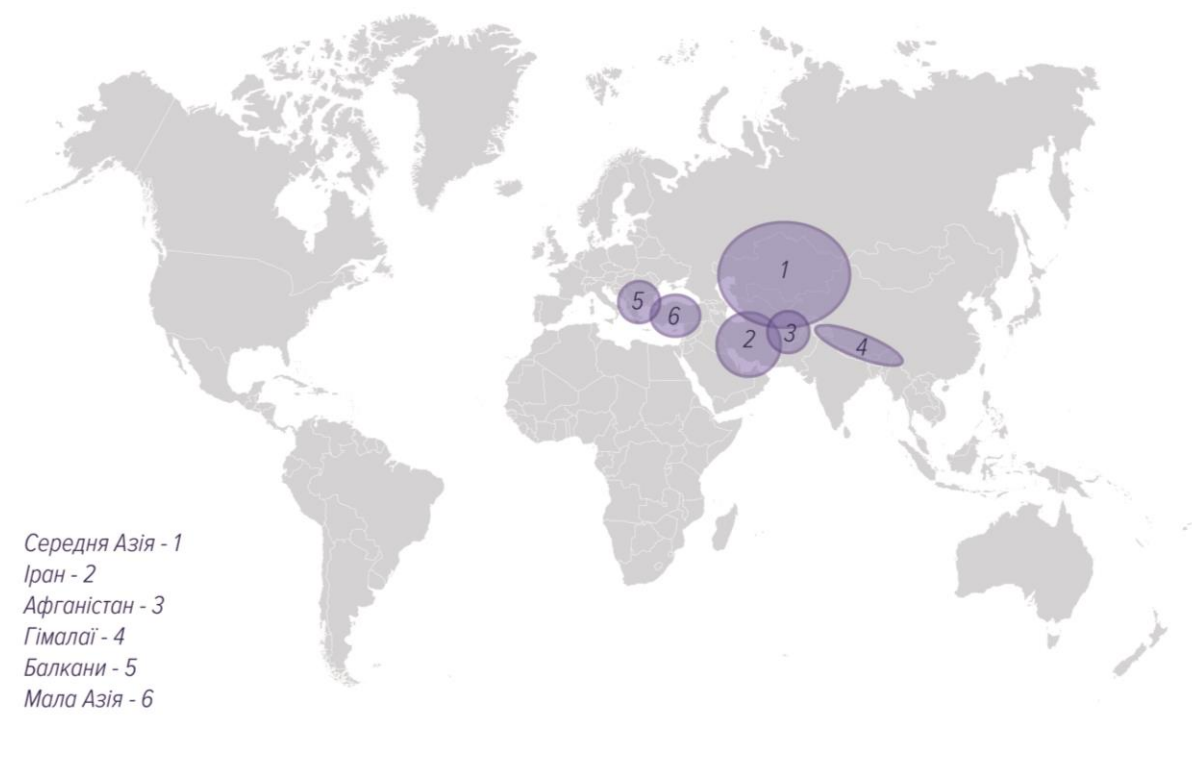 1
5
6
2
3
4
Середня Азія - 1
Іран - 2
Афганістан - 3
Гімалаї - 4
Балкани - 5
Мала Азія - 6